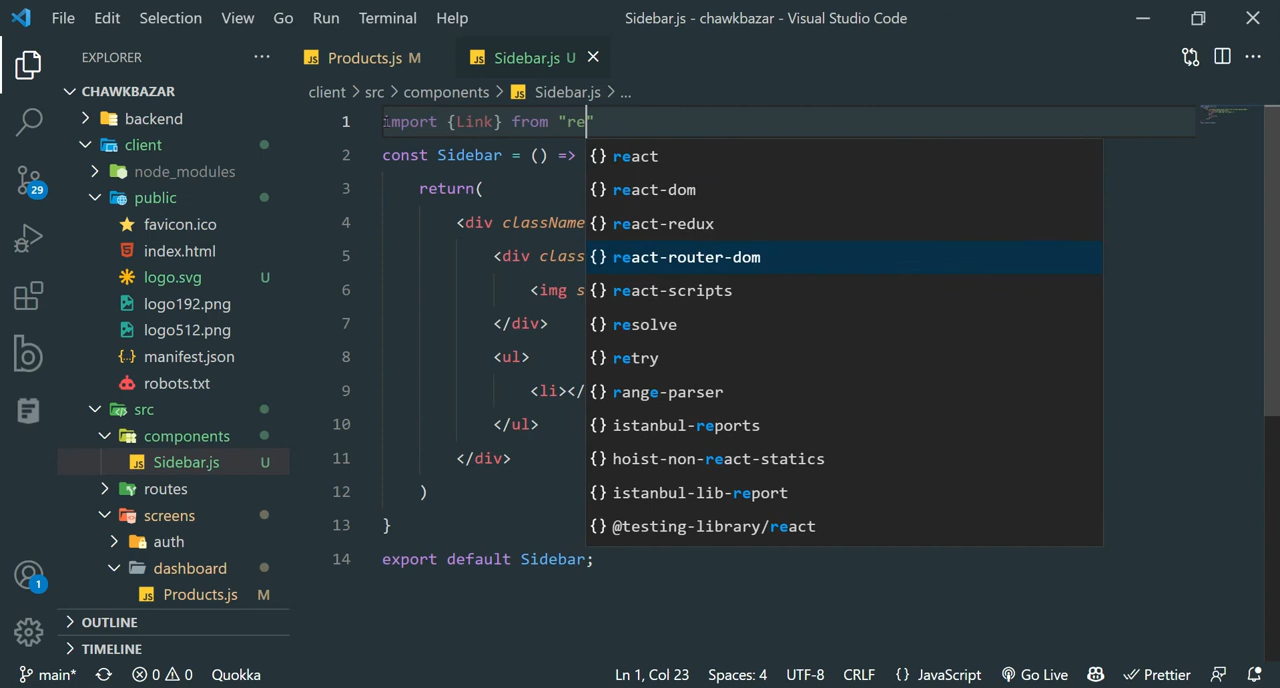 File Edit Selection View Go Run Terminal Help Sidebar.js - chawkbazar - Visual Studio Code
EXPLORER ... JS Products.js M JS Sidebar.js U
CHAWKBAZAR
client > src > components > JS Sidebar.js > ...
backend
client
node_modules
public
favicon.ico
index.html
logo.svg U
logo192.png
logo512.png
manifest.json
robots.txt
src
components
JS Sidebar.js U
routes
screens
auth
dashboard
JS Products.js M
OUTLINE
TIMELINE
29
1
1 import {Link} from "re"
2 const Sidebar = () =>
3 return(
4 <div className
5 <div class
6 <img s
7 </div>
8 <ul>
9 <li></
10 </ul>
11 </div>
12 )
13 }
14 export default Sidebar;
{} react
{} react-dom
{} react-redux
{} react-router-dom
{} react-scripts
{} resolve
{} retry
{} range-parser
{} istanbul-reports
{} hoist-non-react-statics
{} istanbul-lib-report
{} @testing-library/react
main* 0 0 Quokka Ln 1, Col 23 Spaces: 4 UTF-8 CRLF {} JavaScript Go Live Prettier